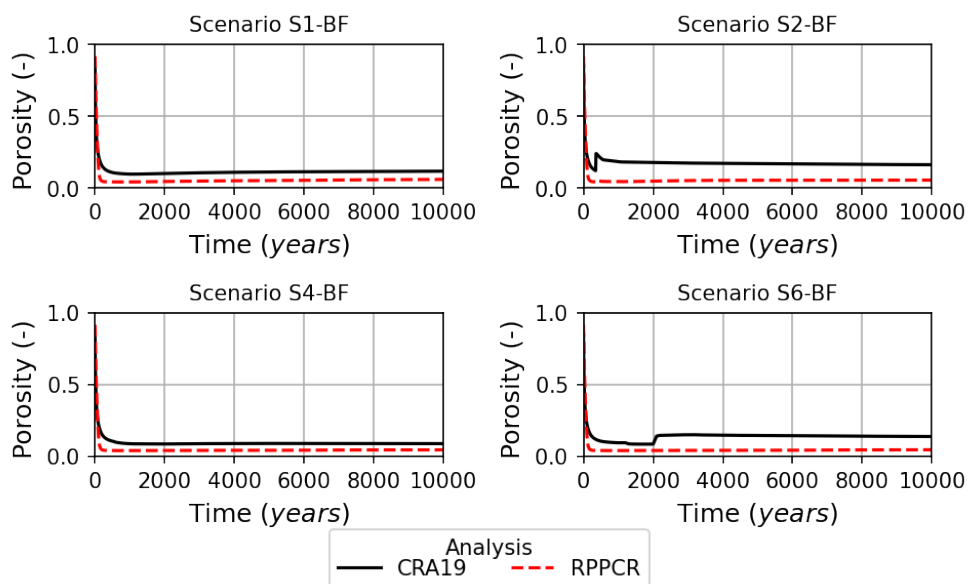 Scenario S1-BF
1.0
0.5
0.0
Porosity (-)
0 2000 4000 6000 8000 10000
Time (years)
Scenario S2-BF
1.0
0.5
0.0
Porosity (-)
0 2000 4000 6000 8000 10000
Time (years)
Scenario S4-BF
1.0
0.5
0.0
Porosity (-)
0 2000 4000 6000 8000 10000
Time (years)
Scenario S6-BF
1.0
0.5
0.0
Porosity (-)
0 2000 4000 6000 8000 10000
Time (years)
Analysis
CRA19 RPPCR